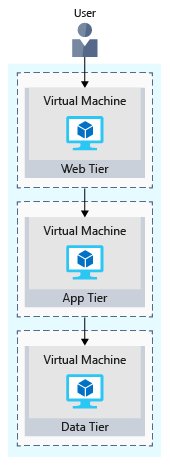 User
Virtual Machine
Web Tier
Virtual Machine
App Tier
Virtual Machine
Data Tier